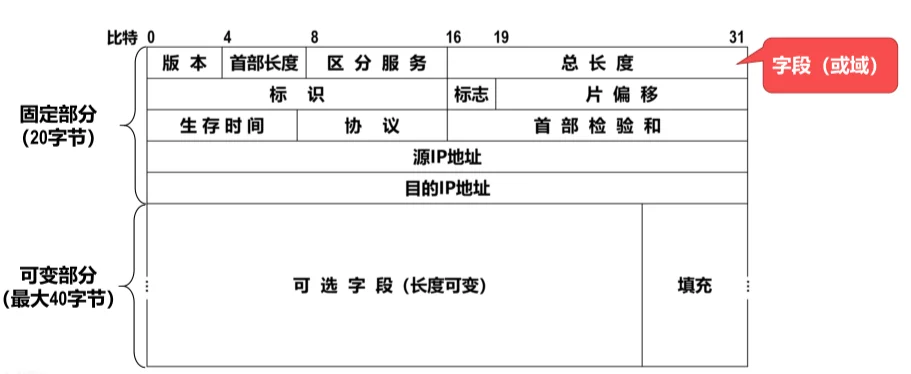 比特 0 4 8 16 19 31
版 本 首部长度 区 分 服 务 总 长 度
字段（或域）
标 识 标志 片 偏 移
固定部分
（20字节）
生 存 时 间 协 议 首 部 检 验 和
源IP地址
目的IP地址
可变部分
（最大40字节）
可 选 字 段（长度可变） 填充